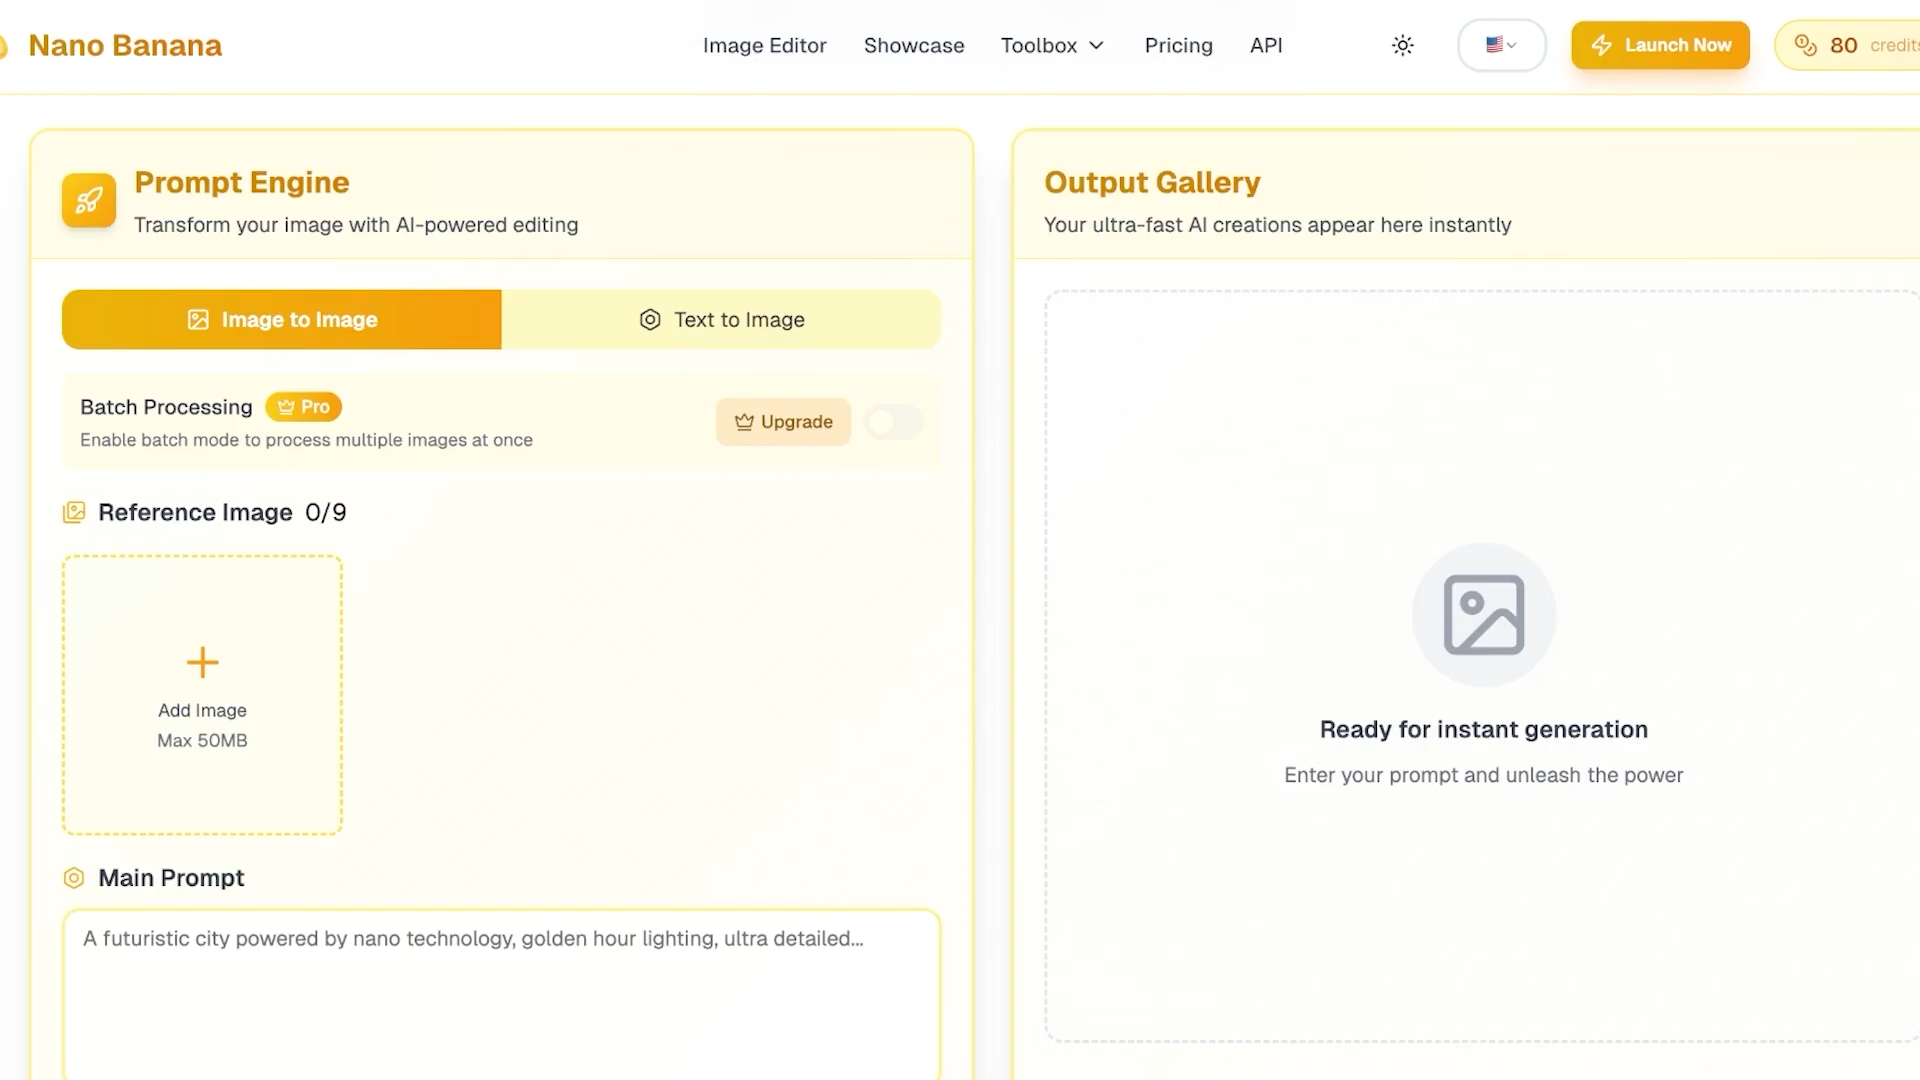 Nano Banana
Image Editor
Showcase
Toolbox
Pricing
API
Launch Now
80 credits
Prompt Engine
Transform your image with AI-powered editing
Image to Image
Text to Image
Batch Processing
Pro
Enable batch mode to process multiple images at once
Upgrade
Reference Image 0/9
Add Image
Max 50MB
Main Prompt
A futuristic city powered by nano technology, golden hour lighting, ultra detailed...
Output Gallery
Your ultra-fast AI creations appear here instantly
Ready for instant generation
Enter your prompt and unleash the power